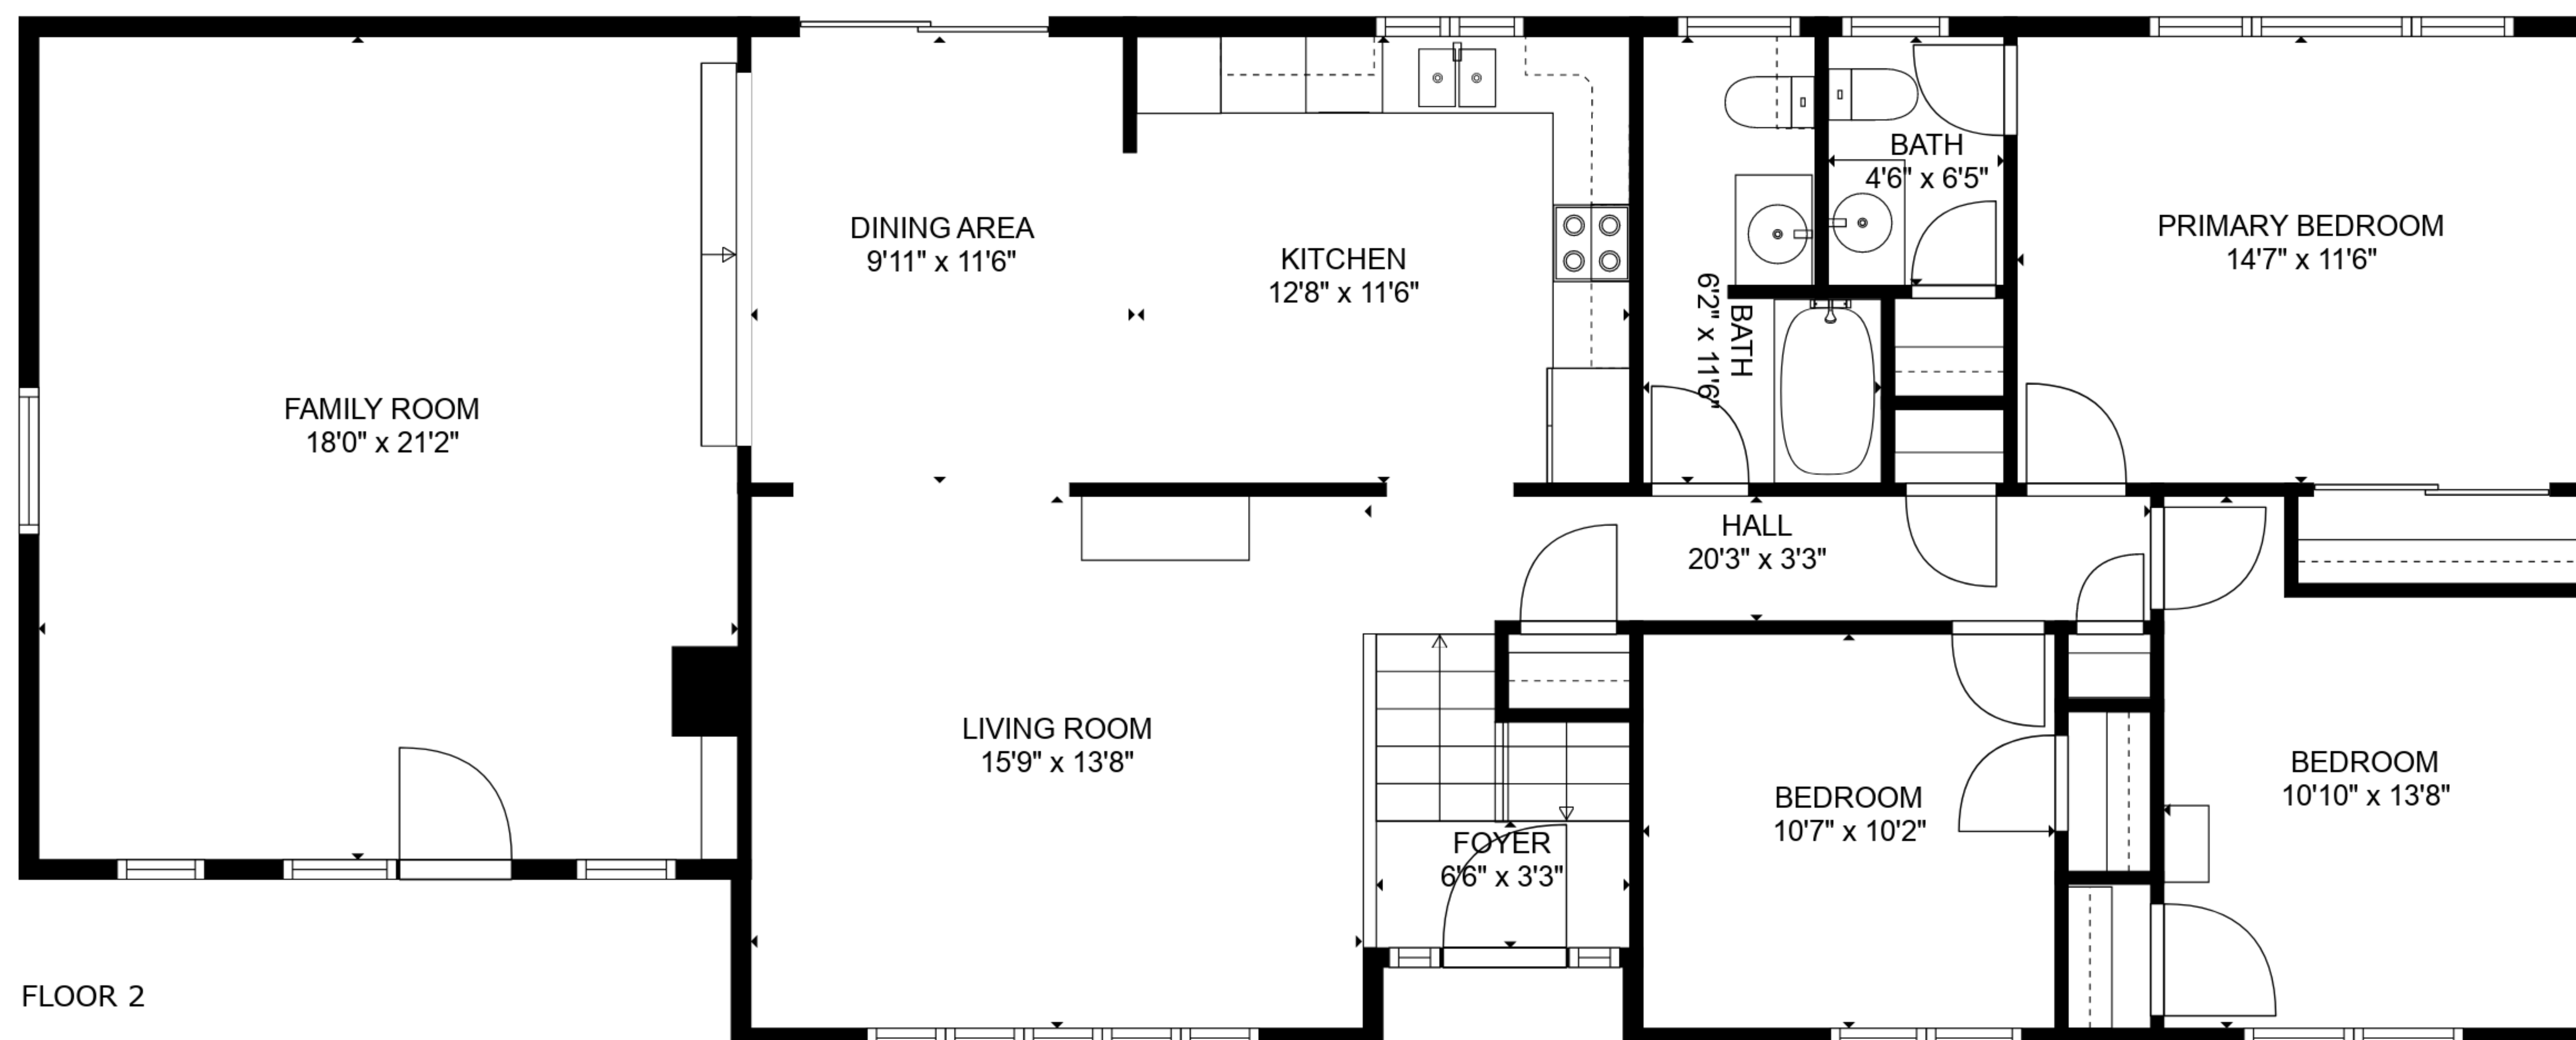 FAMILY ROOM
18'0" x 21'2"
DINING AREA
9'11" x 11'6"
KITCHEN
12'8" x 11'6"
BATH
6'2" x 11'6"
BATH
4'6" x 6'5"
PRIMARY BEDROOM
14'7" x 11'6"
HALL
20'3" x 3'3"
LIVING ROOM
15'9" x 13'8"
FOYER
6'6" x 3'3"
BEDROOM
10'7" x 10'2"
BEDROOM
10'10" x 13'8"
FLOOR 2